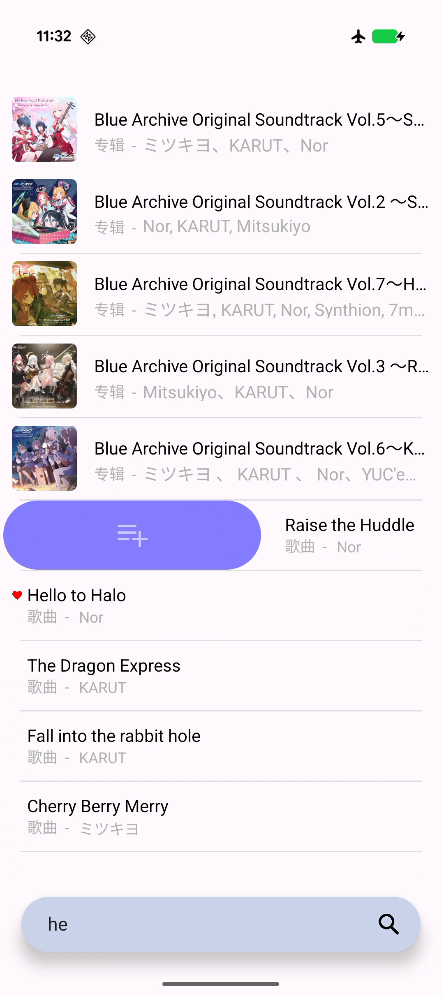 11:32
Blue Archive Original Soundtrack Vol.5～S...
专辑 - ミツキヨ、KARUT、Nor
Blue Archive Original Soundtrack Vol.2 ～S...
专辑 - Nor, KARUT, Mitsukiyo
Blue Archive Original Soundtrack Vol.7～H...
专辑 - ミツキヨ, KARUT, Nor, Synthion, 7m...
Blue Archive Original Soundtrack Vol.3 ～R...
专辑 - Mitsukiyo、KARUT、Nor
Blue Archive Original Soundtrack Vol.6～K...
专辑 - ミツキヨ 、 KARUT 、 Nor、YUC'e...
Raise the Huddle
歌曲 - Nor
Hello to Halo
歌曲 - Nor
The Dragon Express
歌曲 - KARUT
Fall into the rabbit hole
歌曲 - KARUT
Cherry Berry Merry
歌曲 - ミツキヨ
he